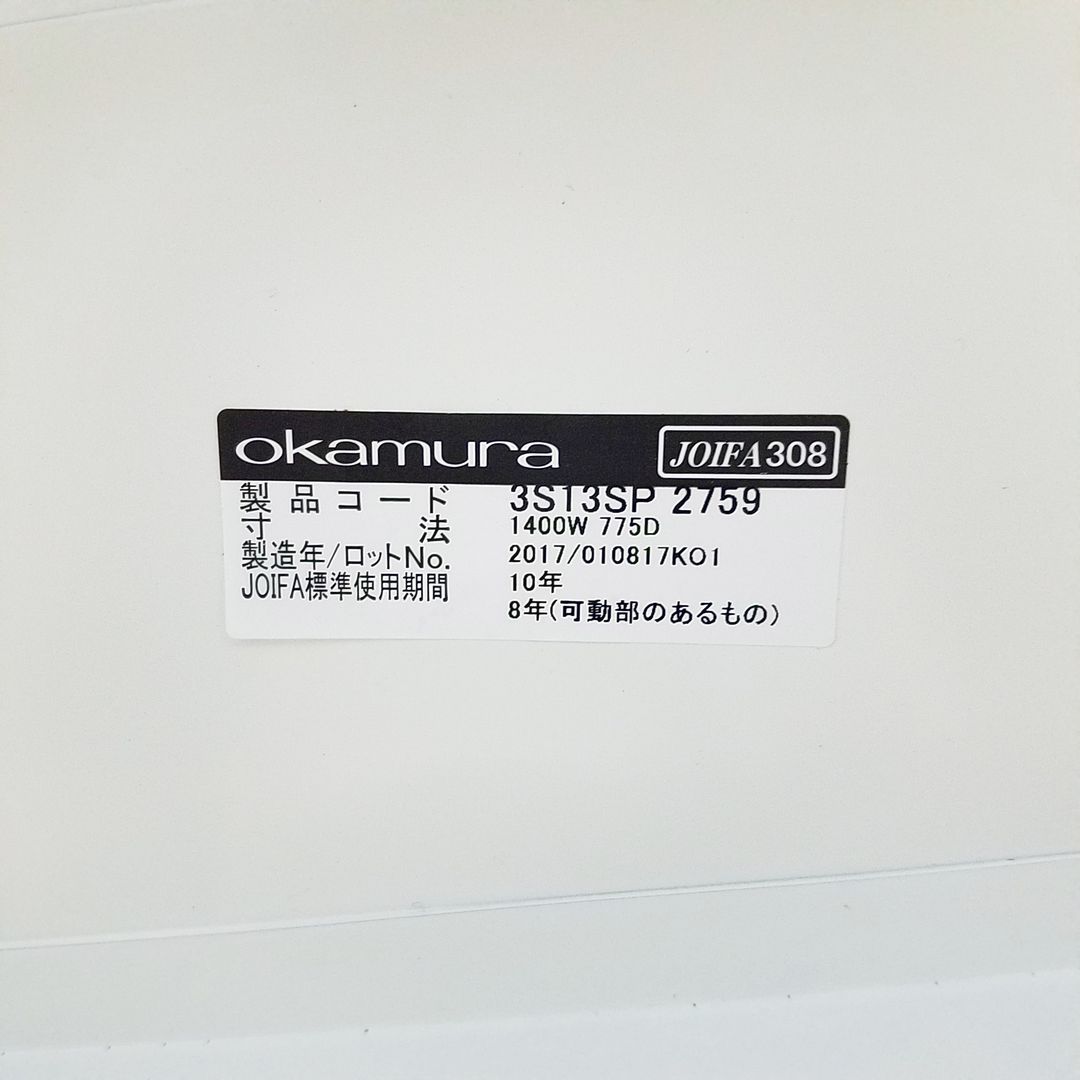 okamura JOIFA308
製品コード 3S13SP 2759
寸法 1400W 775D
製造年/ロットNo. 2017/010817KO1
JOIFA標準使用期間 10年
8年(可動部のあるもの)